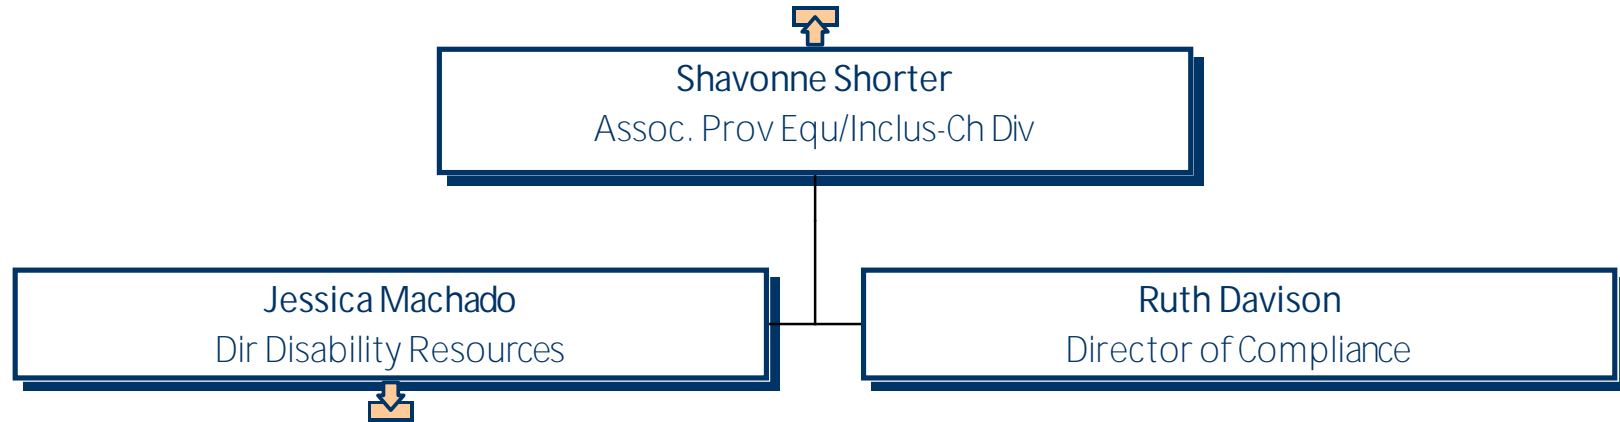 Shavonne Shorter
Assoc. Prov Equ/Inclus-Ch Div
Jessica Machado
Dir Disability Resources
Ruth Davison
Director of Compliance